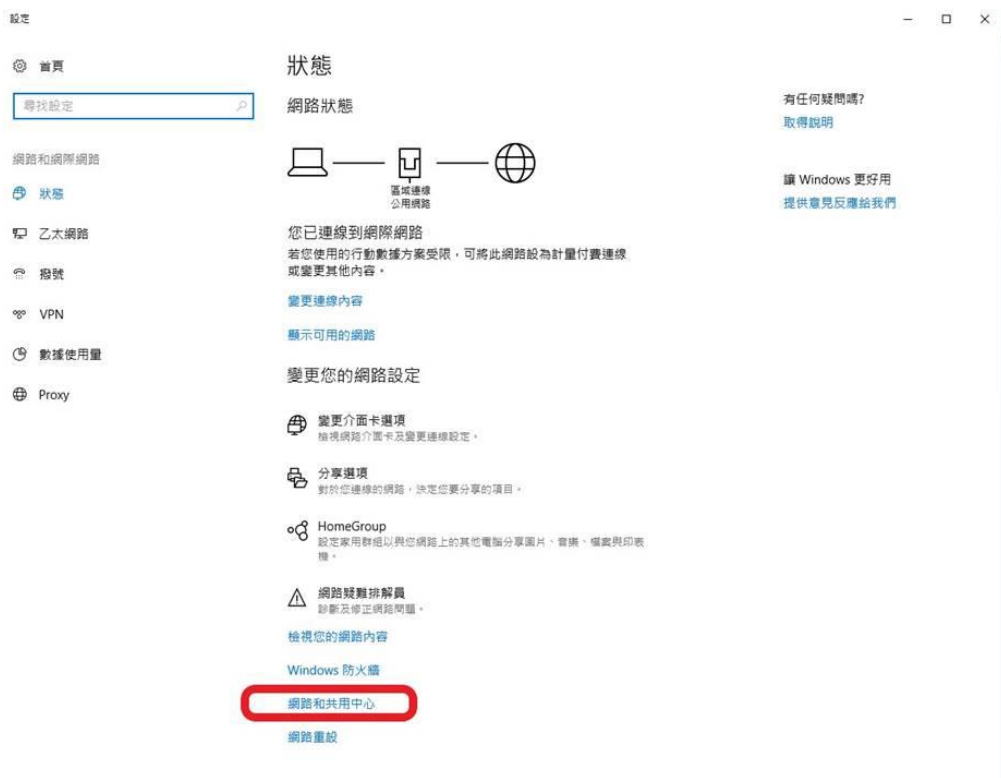 設定
首頁
尋找設定
網路和網際網路
狀態
乙太網路
撥號
VPN
數據使用量
Proxy
狀態
網路狀態
區域連線
公用網路
您已連線到網際網路
若您使用的行動數據方案受限，可將此網路設為計量付費連線
或變更其他內容。
變更連線內容
顯示可用的網路
變更您的網路設定
變更介面卡選項
檢視網路介面卡及變更連線設定。
分享選項
對於您連線的網路，決定您要分享的項目。
HomeGroup
設定家用群組以與您網路上的其他電腦分享圖片、音樂、檔案與印表
機。
網路疑難排解員
診斷及修正網路問題。
檢視您的網路內容
Windows 防火牆
網路和共用中心
網路重設
有任何疑問嗎?
取得說明
讓 Windows 更好用
提供意見反應給我們